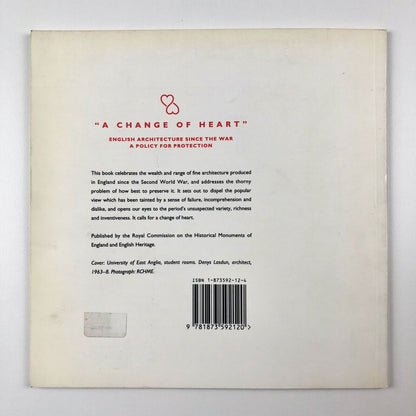 "A CHANGE OF HEART"
ENGLISH ARCHITECTURE SINCE THE WAR
A POLICY FOR PROTECTION
This book celebrates the wealth and range of fine architecture produced
in England since the Second World War, and addresses the thorny
problem of how best to preserve it. It sets out to dispel the popular
view which has been tainted by a sense of failure, incomprehension and
dislike, and opens our eyes to the period's unsuspected variety, richness
and inventiveness. It calls for a change of heart.
Published by the Royal Commission on the Historical Monuments of
England and English Heritage.
Cover: University of East Anglia, student rooms. Denys Lasdun, architect,
1963–8. Photograph: RCHME.
ISBN 1-873592-12-4
9 781873 592120>